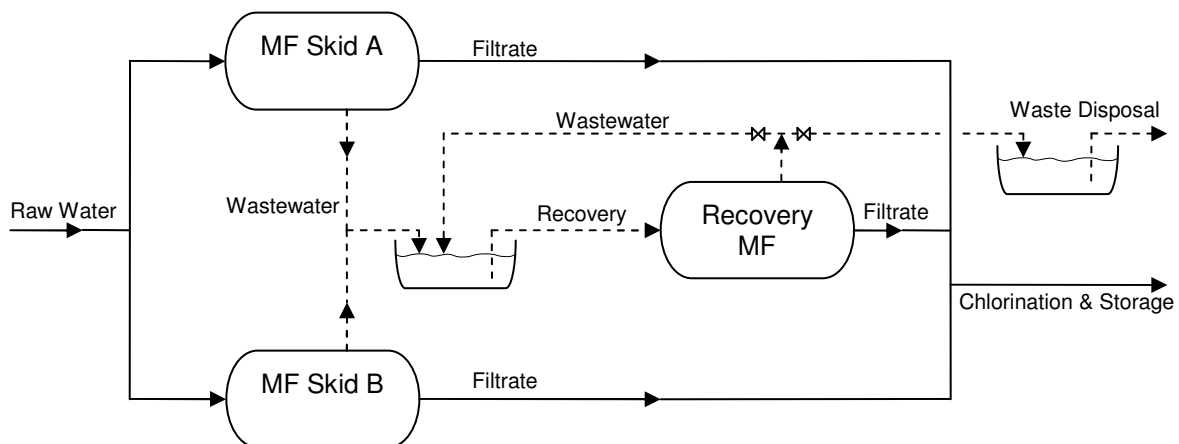 MF Skid A
Filtrate
Waste Disposal
Wastewater
Raw Water
Wastewater
Recovery
Recovery
MF
Filtrate
Chlorination & Storage
MF Skid B
Filtrate